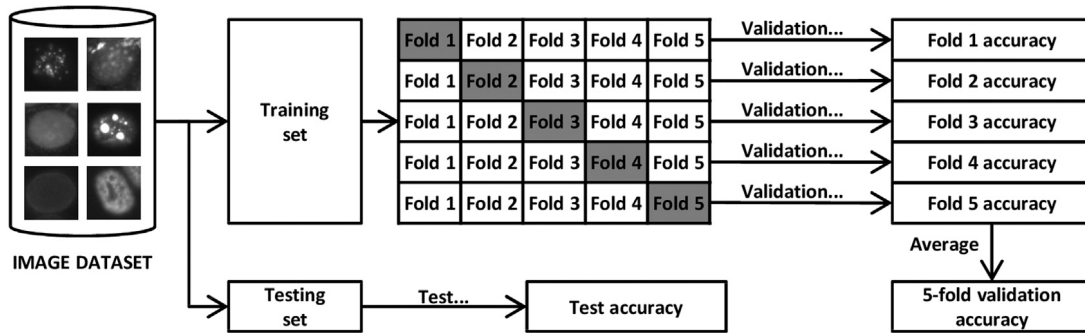 Fold 1 Fold 2 Fold 3 Fold 4 Fold 5 Validation... Fold 1 accuracy
Fold 1 Fold 2 Fold 3 Fold 4 Fold 5 Validation... Fold 2 accuracy
Training
set
Fold 1 Fold 2 Fold 3 Fold 4 Fold 5 Validation... Fold 3 accuracy
Fold 1 Fold 2 Fold 3 Fold 4 Fold 5 Validation... Fold 4 accuracy
Fold 1 Fold 2 Fold 3 Fold 4 Fold 5 Validation... Fold 5 accuracy
IMAGE DATASET
Average
Testing
set
Test...
Test accuracy
5-fold validation
accuracy